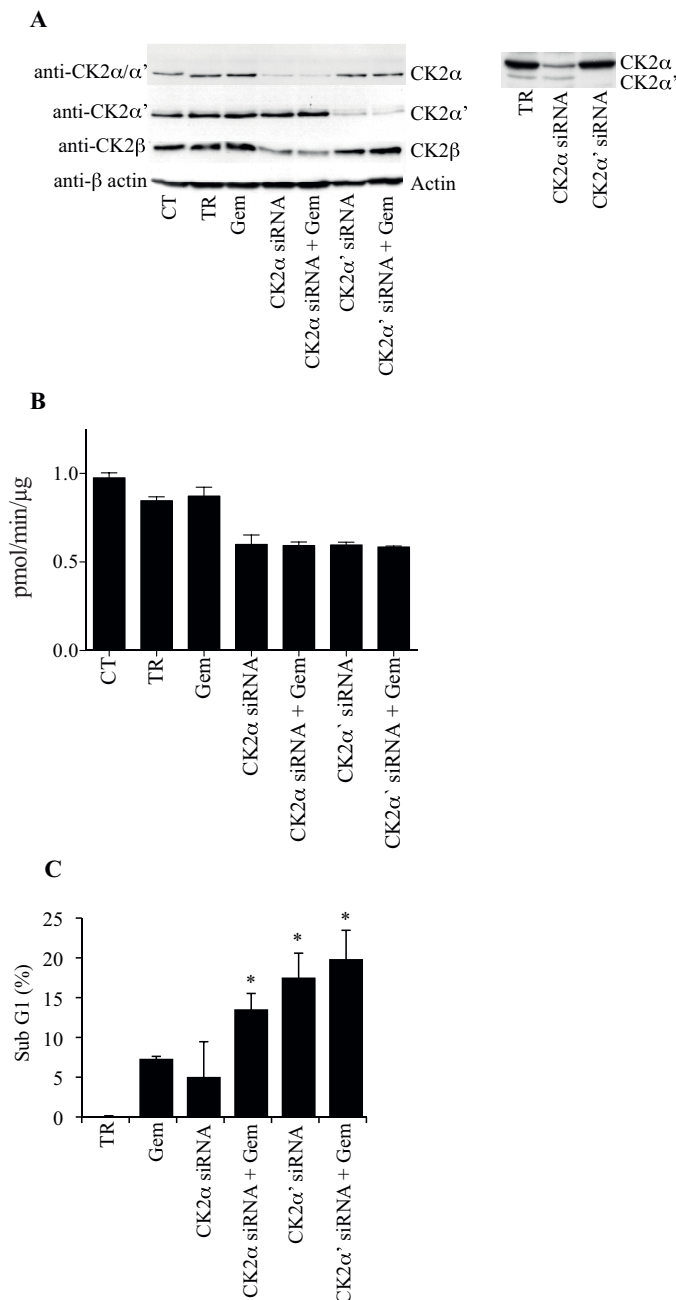 A
anti-CK2α/α’
CK2α
anti-CK2α’
CK2α’
anti-CK2β
CK2β
anti-β actin
Actin
CT
TR
Gem
CK2α siRNA
CK2α siRNA + Gem
CK2α’ siRNA
CK2α’ siRNA + Gem
CK2α
CK2α’
TR
CK2α siRNA
CK2α’ siRNA
B
pmol/min/µg
1.0
0.5
0.0
CT
TR
Gem
CK2α siRNA
CK2α siRNA + Gem
CK2α` siRNA
CK2α` siRNA + Gem
C
Sub G1 (%)
25
20
15
10
5
0
* * *
TR
Gem
CK2α siRNA
CK2α siRNA + Gem
CK2α’ siRNA
CK2α’ siRNA + Gem